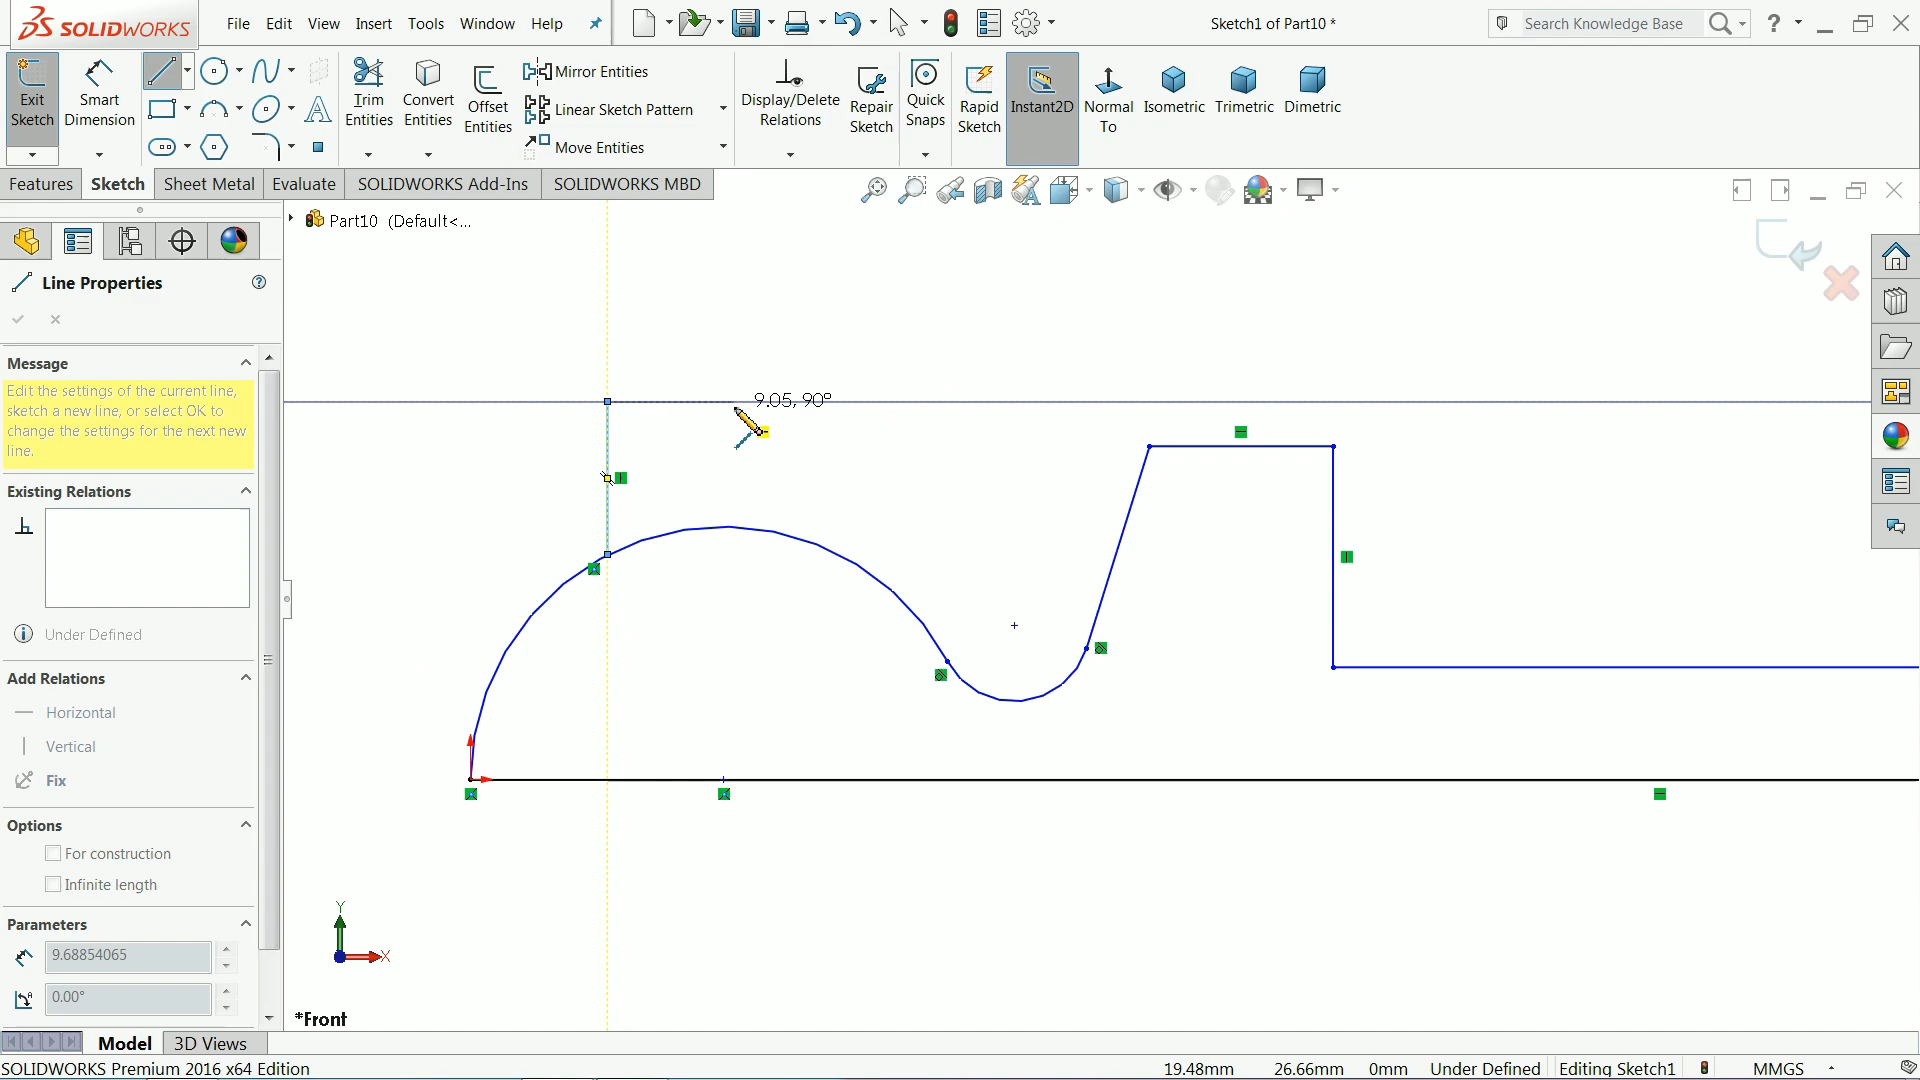 SOLIDWORKS File Edit View Insert Tools Window Help Sketch1 of Part10 * Search Knowledge Base ?
Exit Sketch
Smart Dimension
Trim Entities
Convert Entities
Offset Entities
Mirror Entities
Linear Sketch Pattern
Move Entities
Display/Delete Relations
Repair Sketch
Quick Snaps
Rapid Sketch
Instant2D
Normal To
Isometric
Trimetric
Dimetric
Features Sketch Sheet Metal Evaluate SOLIDWORKS Add-Ins SOLIDWORKS MBD
Part10 (Default<...
Line Properties
Message
Edit the settings of the current line,
sketch a new line, or select OK to
change the settings for the next new
line.
Existing Relations
Under Defined
Add Relations
Horizontal
Vertical
Fix
Options
For construction
Infinite length
Parameters
9.68854065
0.00°
9.05, 90°
Y
X
*Front
Model 3D Views
SOLIDWORKS Premium 2016 x64 Edition 19.48mm 26.66mm 0mm Under Defined Editing Sketch1 MMGS